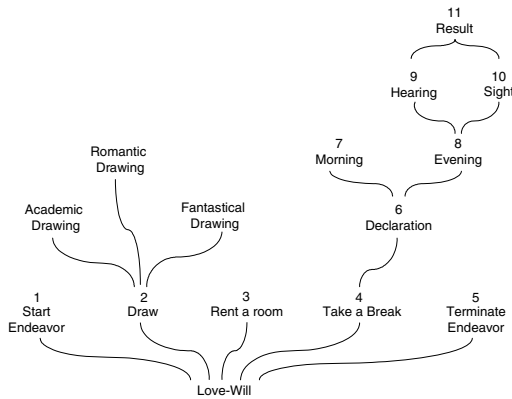 11
Result
9
Hearing
10
Sight
7
Morning
8
Evening
Romantic
Drawing
Academic
Drawing
Fantastical
Drawing
6
Declaration
1
Start
Endeavor
2
Draw
3
Rent a room
4
Take a Break
5
Terminate
Endeavor
Love-Will